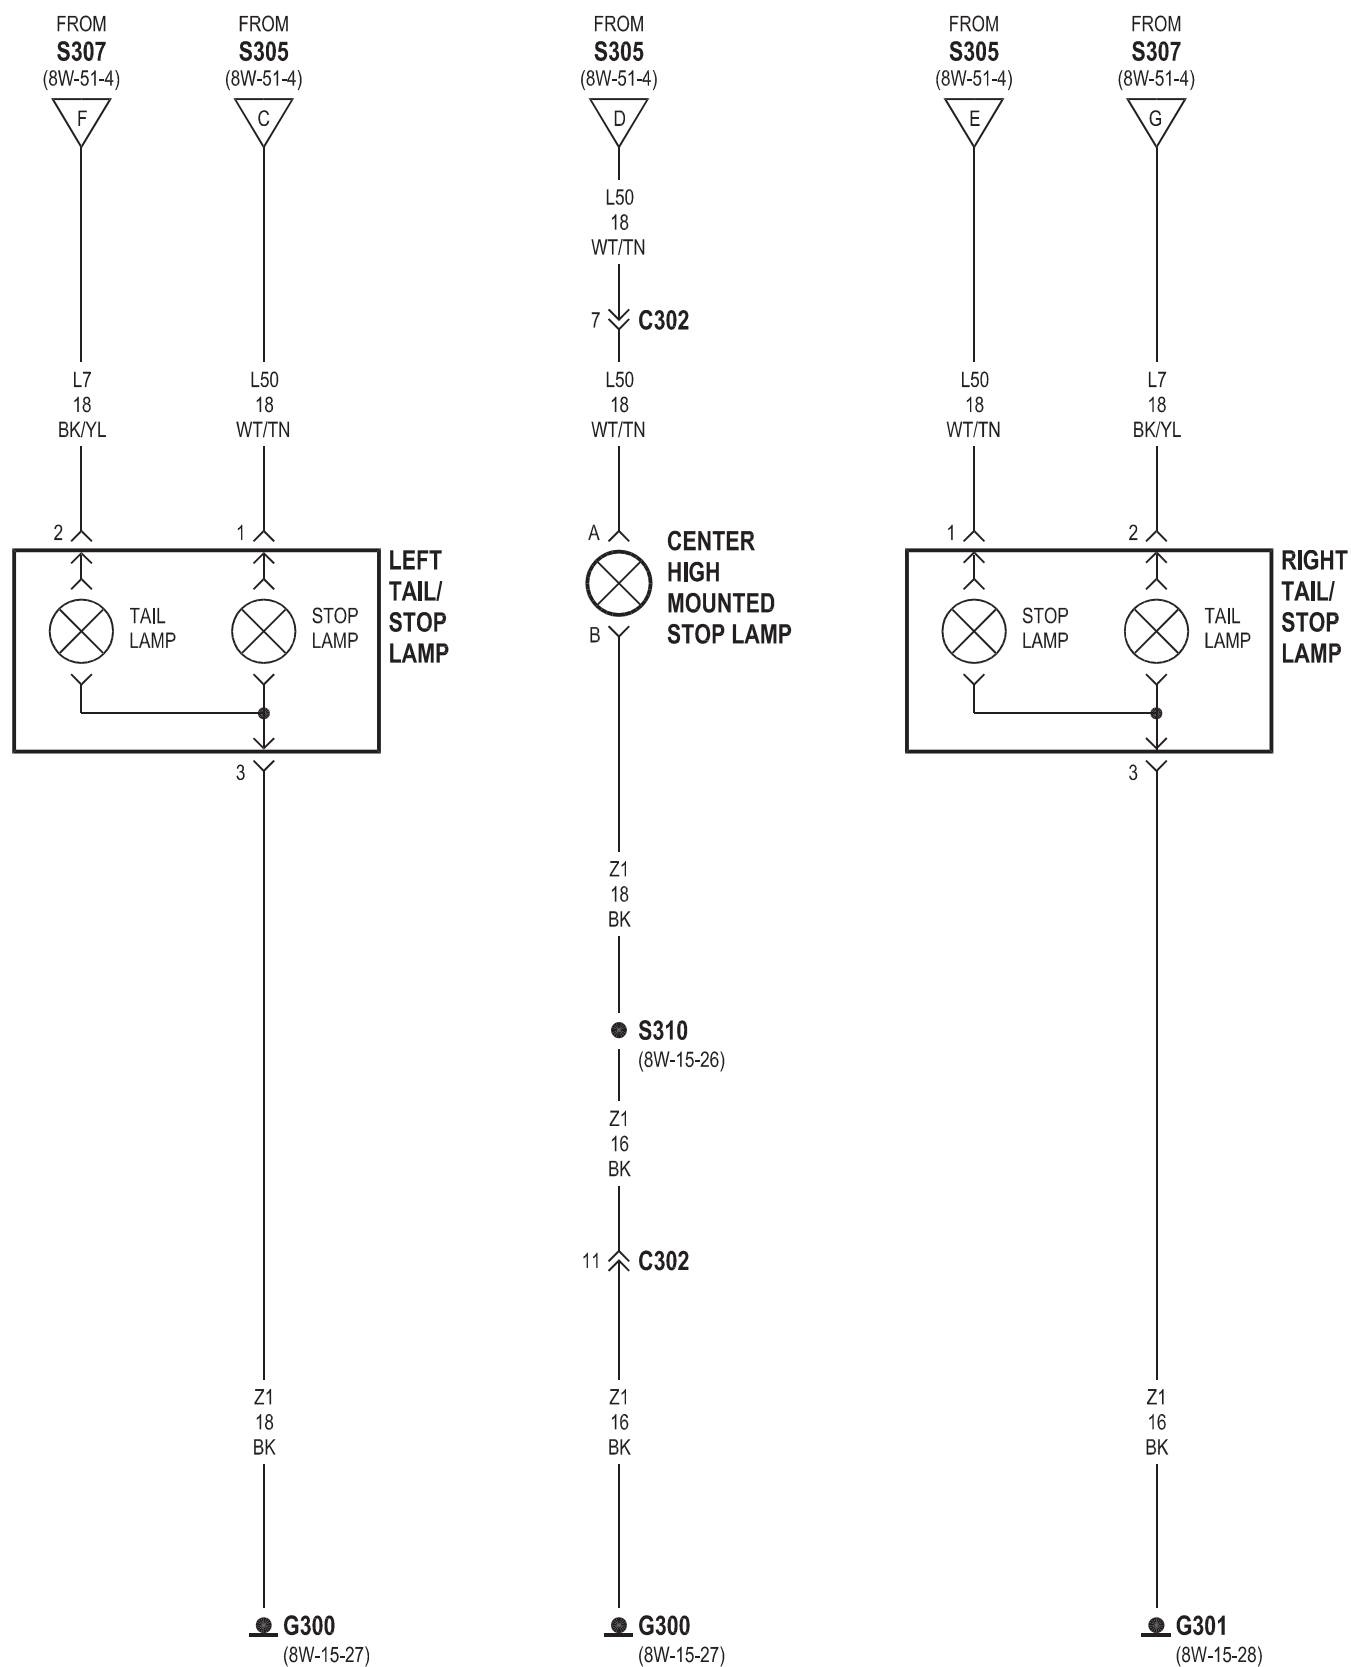 FROM
S307
(8W-51-4)
F
FROM
S305
(8W-51-4)
C
FROM
S305
(8W-51-4)
D
FROM
S305
(8W-51-4)
E
FROM
S307
(8W-51-4)
G
L50
18
WT/TN
7
C302
L7
18
BK/YL
L50
18
WT/TN
L50
18
WT/TN
L50
18
WT/TN
L7
18
BK/YL
2
1
LEFT
TAIL/
STOP
LAMP
TAIL
LAMP
STOP
LAMP
3
A
CENTER
HIGH
MOUNTED
STOP LAMP
B
1
2
RIGHT
TAIL/
STOP
LAMP
STOP
LAMP
TAIL
LAMP
3
Z1
18
BK
S310
(8W-15-26)
Z1
16
BK
11
C302
Z1
18
BK
Z1
16
BK
Z1
16
BK
G300
(8W-15-27)
G300
(8W-15-27)
G301
(8W-15-28)